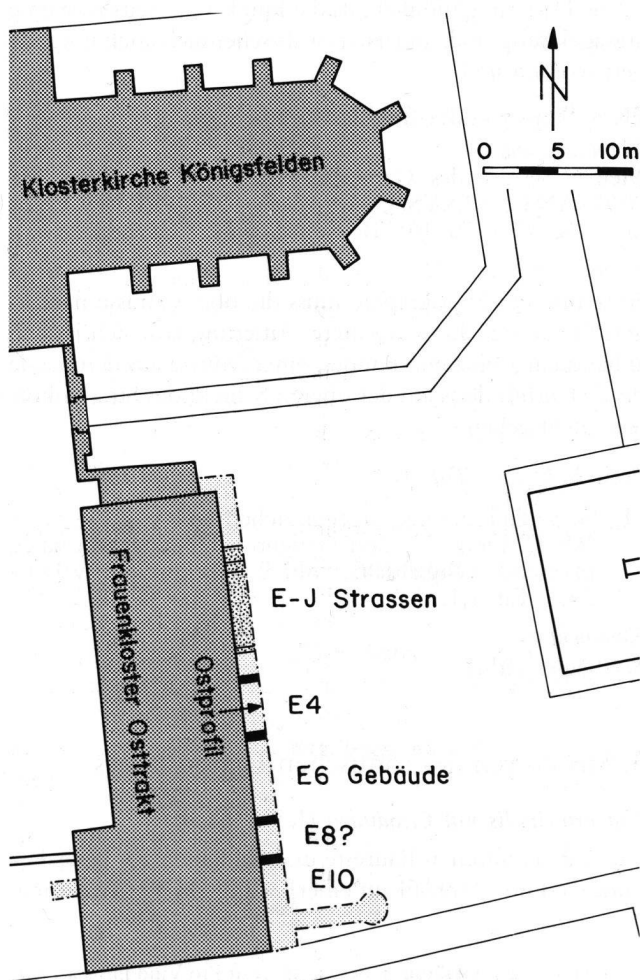 N
0 5 10m
Klosterkirche Königsfelden
E-J Strassen
Frauenkloster Osttrakt
Ostprofil
E4
E6 Gebäude
E8?
E10